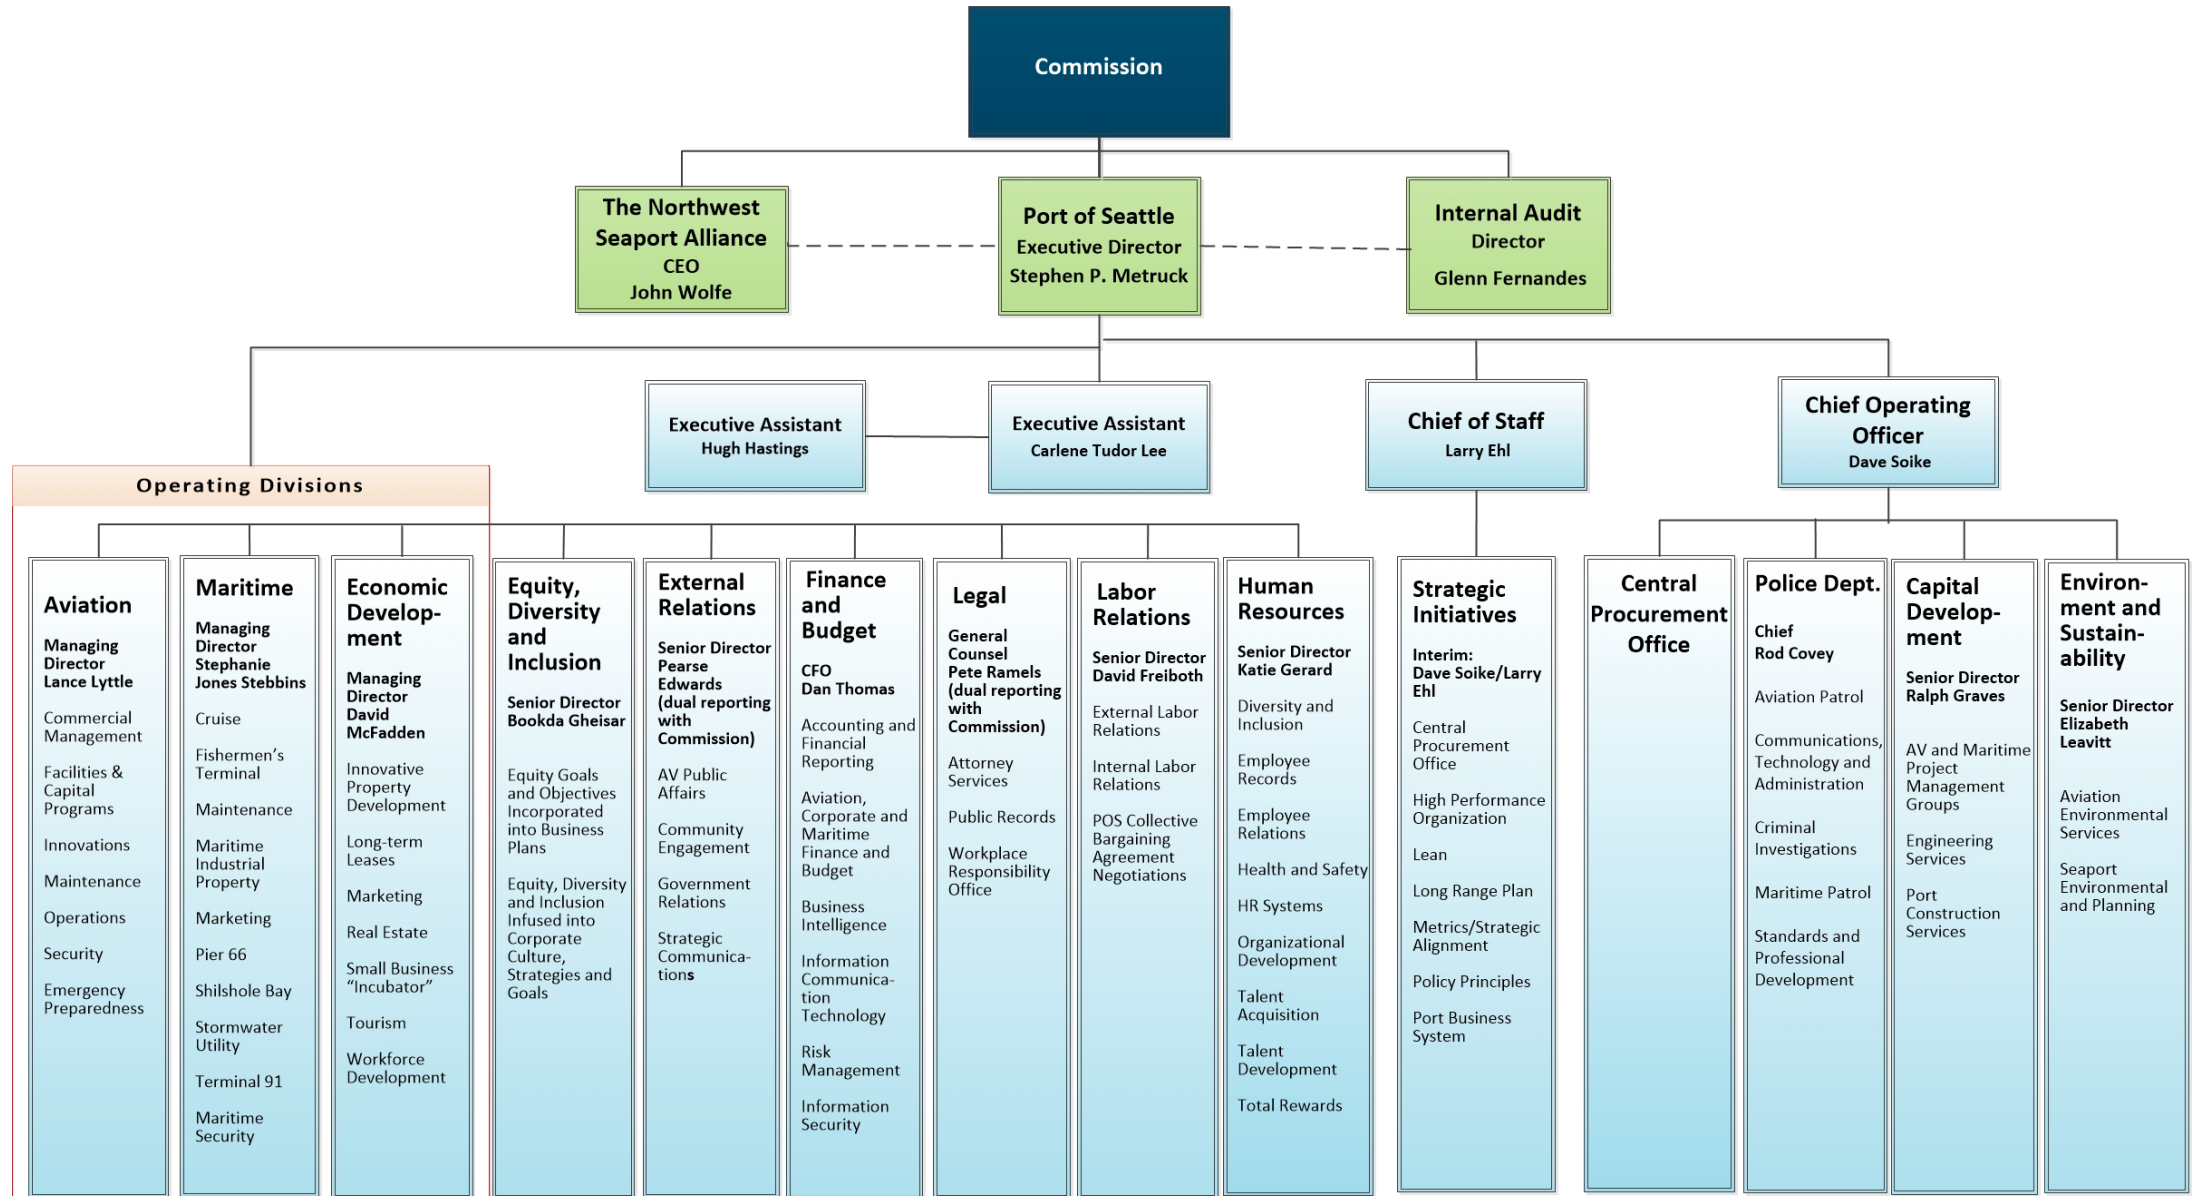 Commission
The Northwest
Seaport Alliance
CEO
John Wolfe
Port of Seattle
Executive Director
Stephen P. Metruck
Internal Audit
Director
Glenn Fernandes
Executive Assistant
Hugh Hastings
Executive Assistant
Carlene Tudor Lee
Chief of Staff
Larry Ehl
Chief Operating
Officer
Dave Soike
Operating Divisions
Aviation
Managing
Director
Lance Lyttle
Commercial
Management
Facilities &
Capital
Programs
Innovations
Maintenance
Operations
Security
Emergency
Preparedness
Maritime
Managing
Director
Stephanie
Jones Stebbins
Cruise
Fishermen’s
Terminal
Maintenance
Maritime
Industrial
Property
Marketing
Pier 66
Shilshole Bay
Stormwater
Utility
Terminal 91
Maritime
Security
Economic
Develop-
ment
Managing
Director
David
McFadden
Innovative
Property
Development
Long-term
Leases
Marketing
Real Estate
Small Business
“Incubator”
Tourism
Workforce
Development
Equity,
Diversity
and
Inclusion
Senior Director
Bookda Gheisar
Equity Goals
and Objectives
Incorporated
into Business
Plans
Equity, Diversity
and Inclusion
Infused into
Corporate
Culture,
Strategies and
Goals
External
Relations
Senior Director
Pearse
Edwards
(dual reporting
with
Commission)
AV Public
Affairs
Community
Engagement
Government
Relations
Strategic
Communica-
tions
Finance
and
Budget
CFO
Dan Thomas
Accounting and
Financial
Reporting
Aviation,
Corporate and
Maritime
Finance and
Budget
Business
Intelligence
Information
Communica-
tion
Technology
Risk
Management
Information
Security
Legal
General
Counsel
Pete Ramels
(dual reporting
with
Commission)
Attorney
Services
Public Records
Workplace
Responsibility
Office
Labor
Relations
Senior Director
David Freiboth
External Labor
Relations
Internal Labor
Relations
POS Collective
Bargaining
Agreement
Negotiations
Human
Resources
Senior Director
Katie Gerard
Diversity and
Inclusion
Employee
Records
Employee
Relations
Health and Safety
HR Systems
Organizational
Development
Talent
Acquisition
Talent
Development
Total Rewards
Strategic
Initiatives
Interim:
Dave Soike/Larry
Ehl
Central
Procurement
Office
High Performance
Organization
Lean
Long Range Plan
Metrics/Strategic
Alignment
Policy Principles
Port Business
System
Central
Procurement
Office
Police Dept.
Chief
Rod Covey
Aviation Patrol
Communications,
Technology and
Administration
Criminal
Investigations
Maritime Patrol
Standards and
Professional
Development
Capital
Develop-
ment
Senior Director
Ralph Graves
AV and Maritime
Project
Management
Groups
Engineering
Services
Port
Construction
Services
Environ-
ment and
Sustain-
ability
Senior Director
Elizabeth
Leavitt
Aviation
Environmental
Services
Seaport
Environmental
and Planning